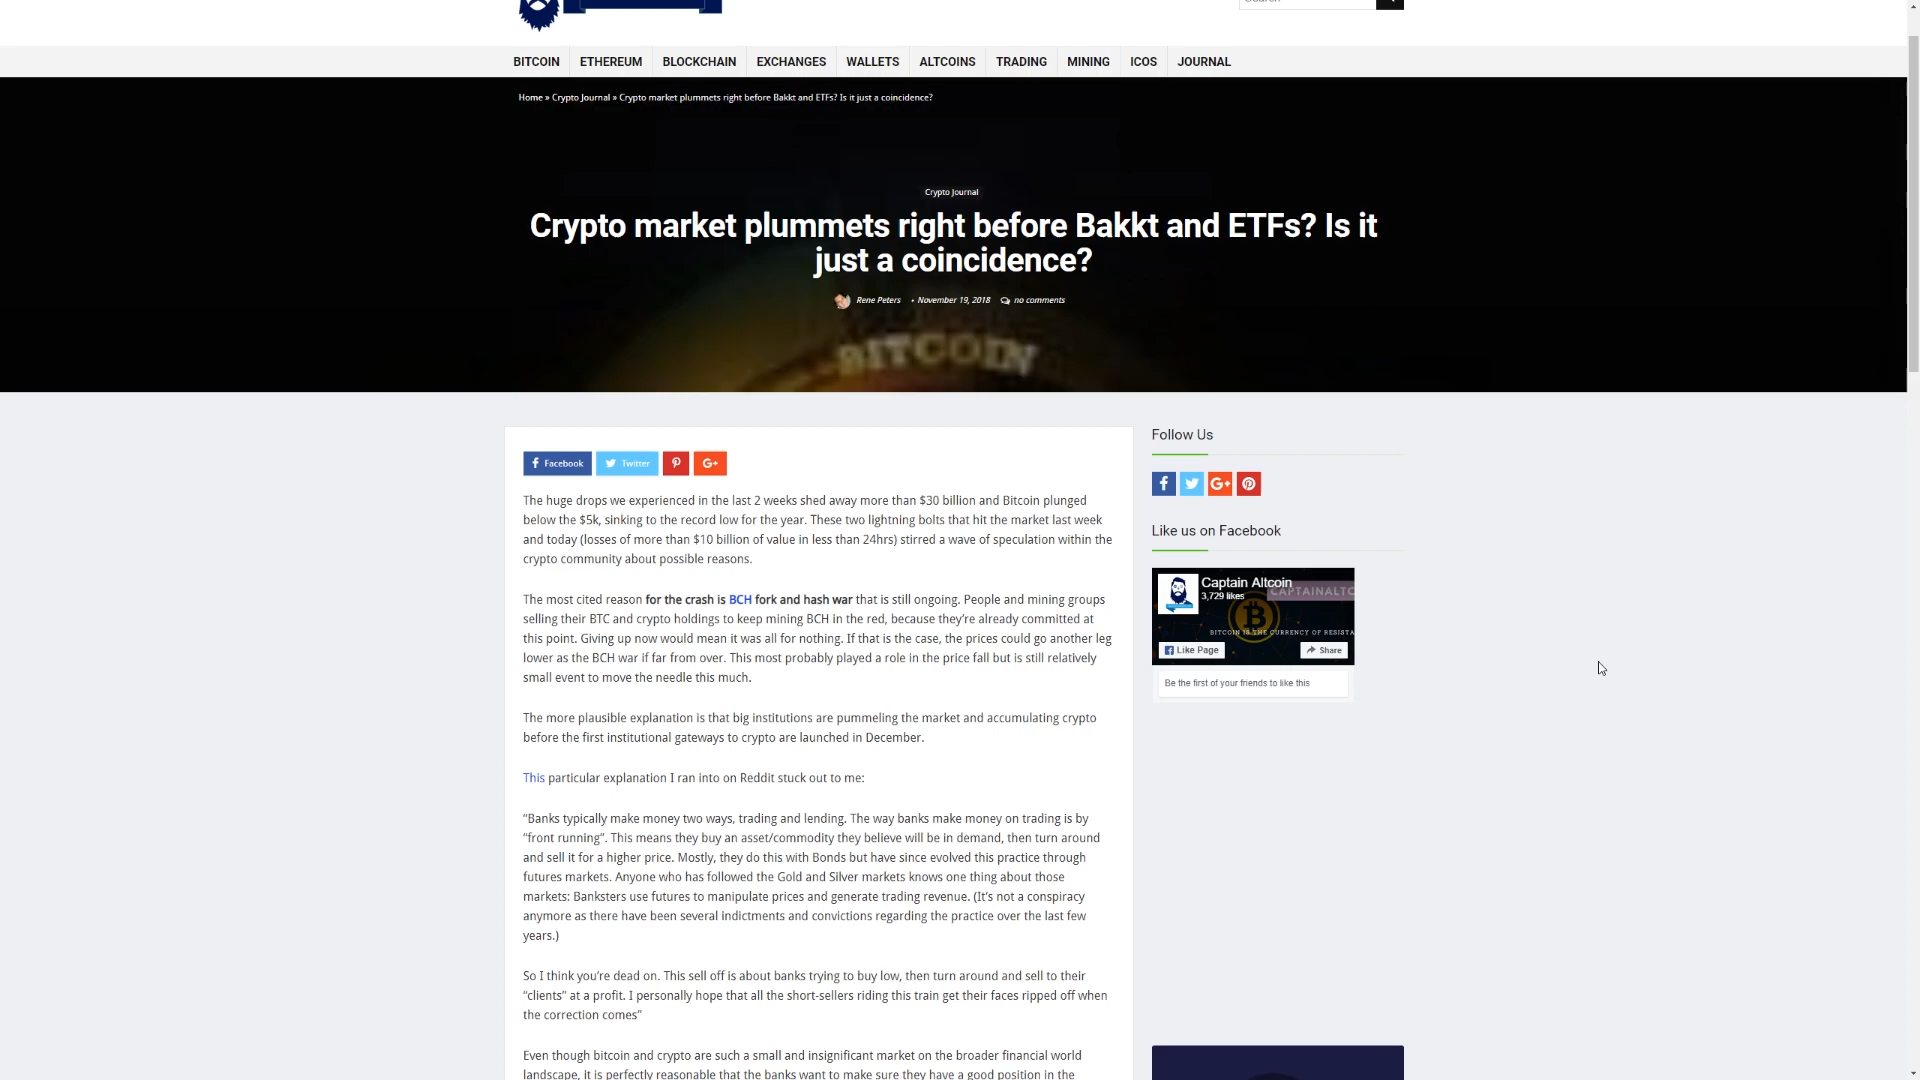 BITCOIN ETHEREUM BLOCKCHAIN EXCHANGES WALLETS ALTCOINS TRADING MINING ICOS JOURNAL
Home » Crypto Journal » Crypto market plummets right before Bakkt and ETFs? Is it just a coincidence?
Crypto Journal
Crypto market plummets right before Bakkt and ETFs? Is it
just a coincidence?
Rene Peters • November 19, 2018 no comments
BITCOIN
Facebook Twitter G+
The huge drops we experienced in the last 2 weeks shed away more than $30 billion and Bitcoin plunged
below the $5k, sinking to the record low for the year. These two lightning bolts that hit the market last week
and today (losses of more than $10 billion of value in less than 24hrs) stirred a wave of speculation within the
crypto community about possible reasons.
The most cited reason for the crash is BCH fork and hash war that is still ongoing. People and mining groups
selling their BTC and crypto holdings to keep mining BCH in the red, because they’re already committed at
this point. Giving up now would mean it was all for nothing. If that is the case, the prices could go another leg
lower as the BCH war if far from over. This most probably played a role in the price fall but is still relatively
small event to move the needle this much.
The more plausible explanation is that big institutions are pummeling the market and accumulating crypto
before the first institutional gateways to crypto are launched in December.
This particular explanation I ran into on Reddit stuck out to me:
“Banks typically make money two ways, trading and lending. The way banks make money on trading is by
“front running”. This means they buy an asset/commodity they believe will be in demand, then turn around
and sell it for a higher price. Mostly, they do this with Bonds but have since evolved this practice through
futures markets. Anyone who has followed the Gold and Silver markets knows one thing about those
markets: Banksters use futures to manipulate prices and generate trading revenue. (It’s not a conspiracy
anymore as there have been several indictments and convictions regarding the practice over the last few
years.)
So I think you’re dead on. This sell off is about banks trying to buy low, then turn around and sell to their
“clients” at a profit. I personally hope that all the short-sellers riding this train get their faces ripped off when
the correction comes”
Even though bitcoin and crypto are such a small and insignificant market on the broader financial world
landscape, it is perfectly reasonable that the banks want to make sure they have a good position in the
Follow Us
G+
Like us on Facebook
Captain Altcoin
3,729 likes
CAPTAINALTC
BITCOIN IS THE CURRENCY OF RESISTA
Like Page Share
Be the first of your friends to like this